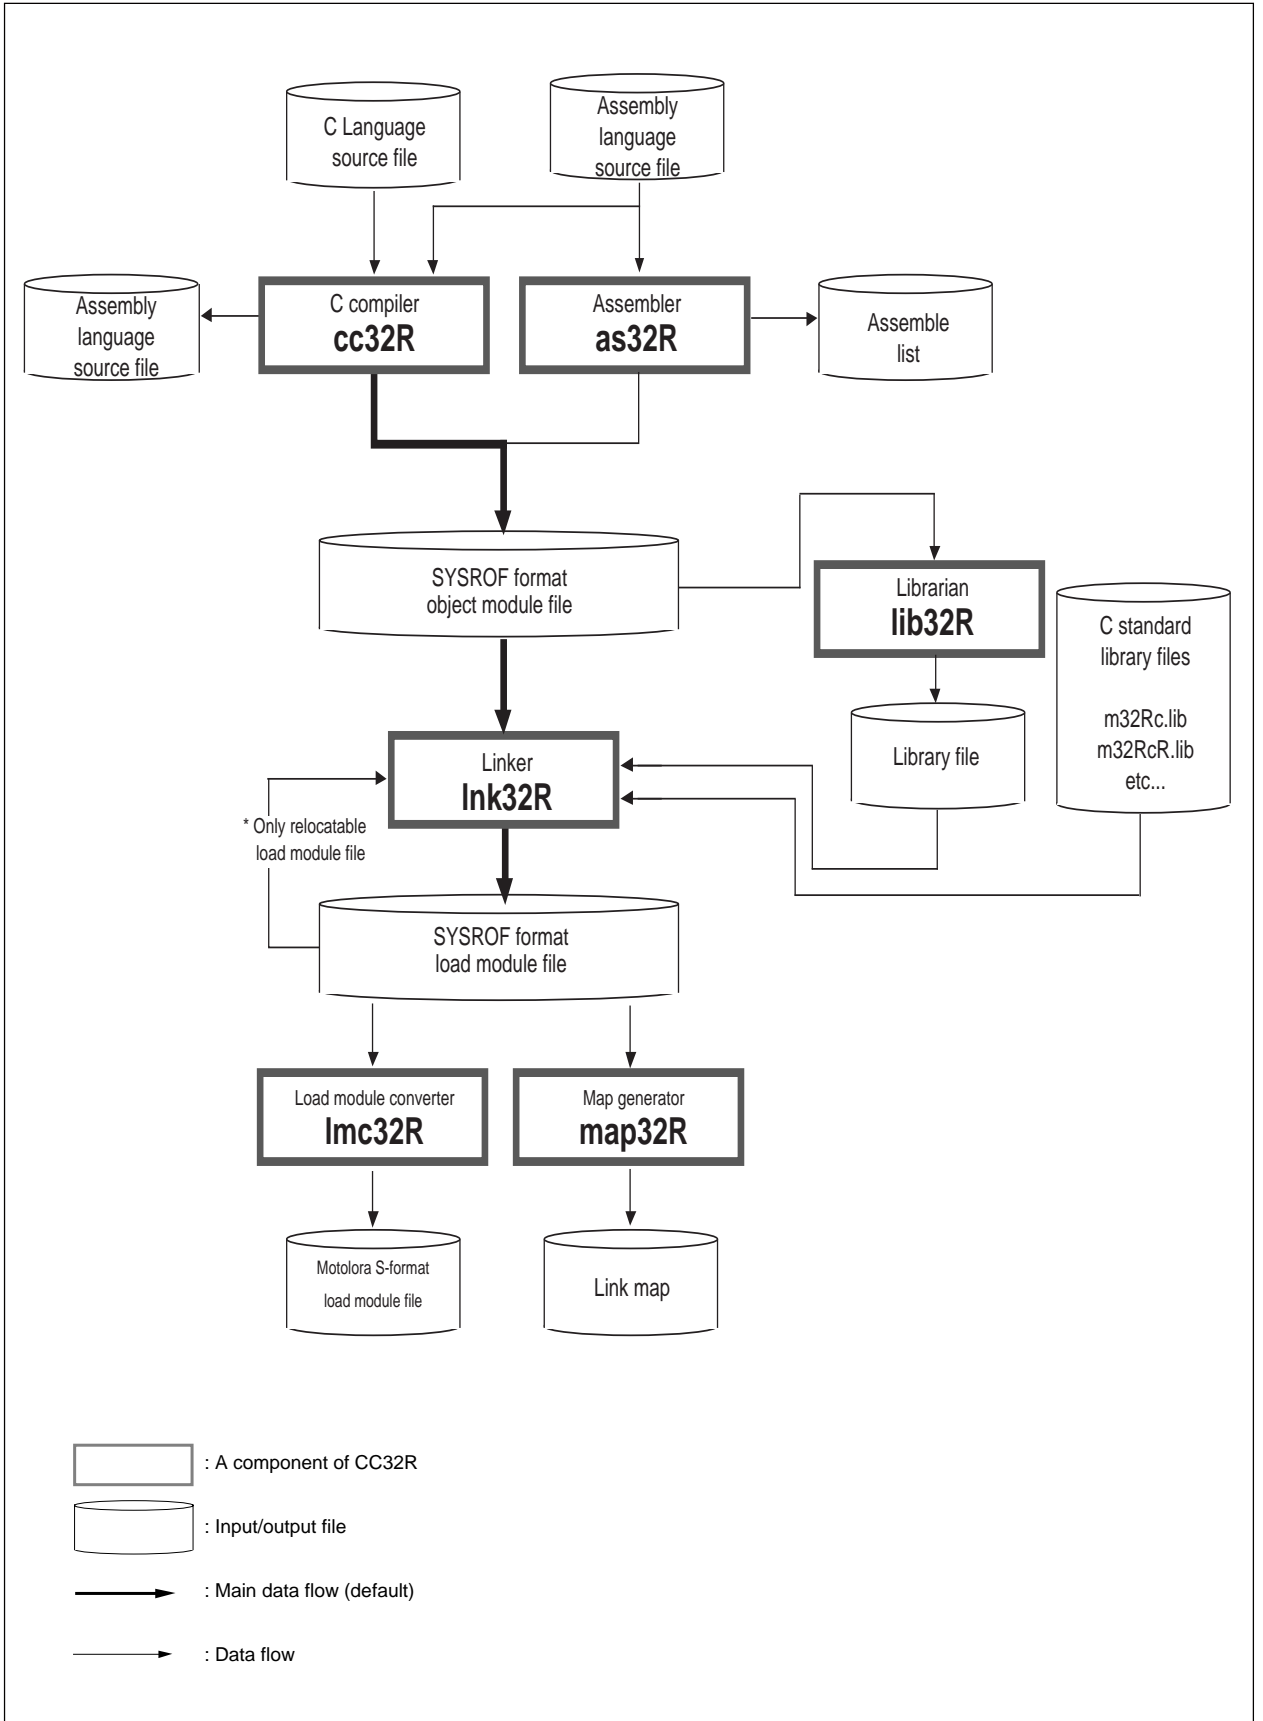 C Language
source file
Assembly
language
source file
Assembly
language
source file
C compiler
cc32R
Assembler
as32R
Assemble
list
SYSROF format
object module file
Librarian
lib32R
C standard
library files
m32Rc.lib
m32RcR.lib
etc...
Linker
lnk32R
Library file
* Only relocatable
load module file
SYSROF format
load module file
Load module converter
lmc32R
Map generator
map32R
Motolora S-format
load module file
Link map
: A component of CC32R
: Input/output file
: Main data flow (default)
: Data flow